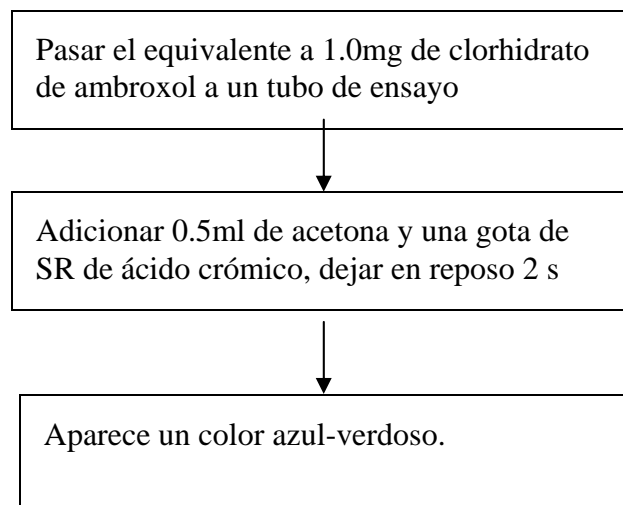 Pasar el equivalente a 1.0mg de clorhidrato
de ambroxol a un tubo de ensayo
Adicionar 0.5ml de acetona y una gota de
SR de ácido crómico, dejar en reposo 2 s
Aparece un color azul-verdoso.